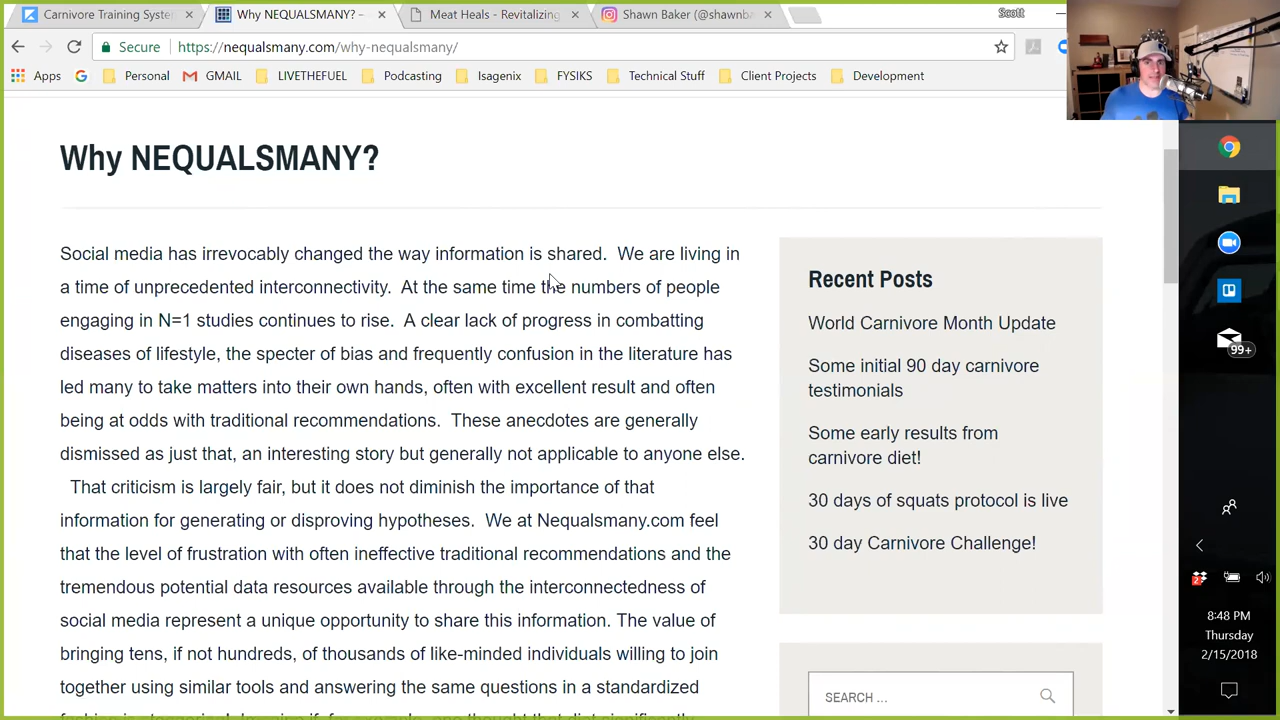 Carnivore Training System
Why NEQUALSMANY? –
Meat Heals - Revitalizing
Shawn Baker (@shawnba
Scott
Secure
https://nequalsmany.com/why-nequalsmany/
Apps
Personal
GMAIL
LIVETHEFUEL
Podcasting
Isagenix
FYSIKS
Technical Stuff
Client Projects
Development
Why NEQUALSMANY?
Social media has irrevocably changed the way information is shared.  We are living in
a time of unprecedented interconnectivity.  At the same time the numbers of people
engaging in N=1 studies continues to rise.  A clear lack of progress in combatting
diseases of lifestyle, the specter of bias and frequently confusion in the literature has
led many to take matters into their own hands, often with excellent result and often
being at odds with traditional recommendations.  These anecdotes are generally
dismissed as just that, an interesting story but generally not applicable to anyone else.
That criticism is largely fair, but it does not diminish the importance of that
information for generating or disproving hypotheses.  We at Nequalsmany.com feel
that the level of frustration with often ineffective traditional recommendations and the
tremendous potential data resources available through the interconnectedness of
social media represent a unique opportunity to share this information. The value of
bringing tens, if not hundreds, of thousands of like-minded individuals willing to join
together using similar tools and answering the same questions in a standardized
Recent Posts
World Carnivore Month Update
Some initial 90 day carnivore
testimonials
Some early results from
carnivore diet!
30 days of squats protocol is live
30 day Carnivore Challenge!
SEARCH ...
99+
2
8:48 PM
Thursday
2/15/2018